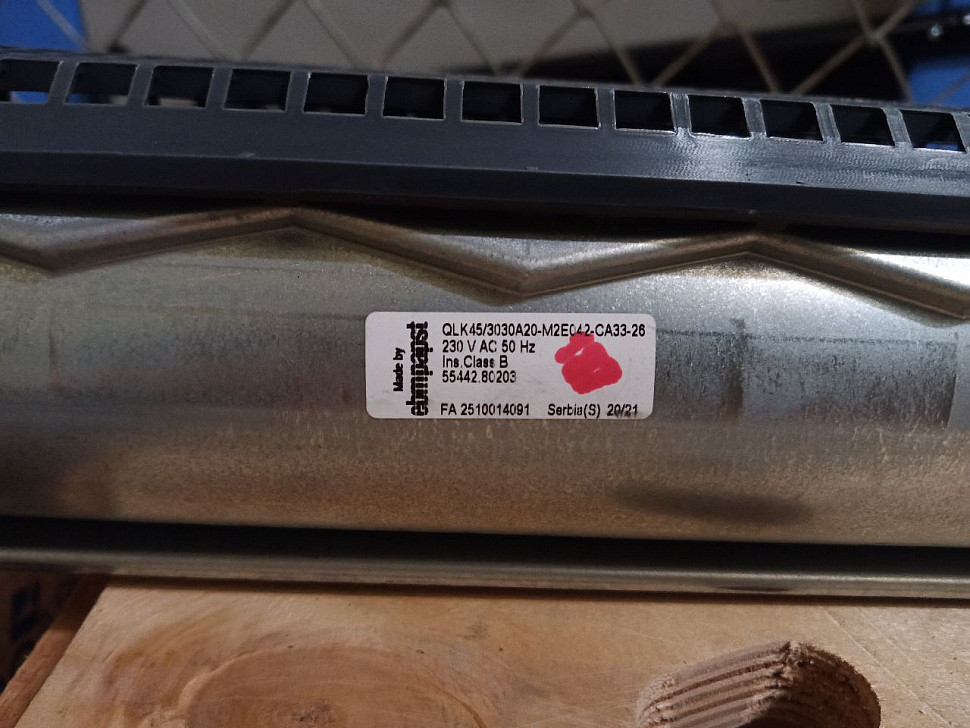 Made by
ebmpapst
QLK45/3030A20-M2E042-CA33-26
230 V AC 50 Hz
Ins.Class B
55442.80203
FA 2510014091 Serbia(S) 20/21